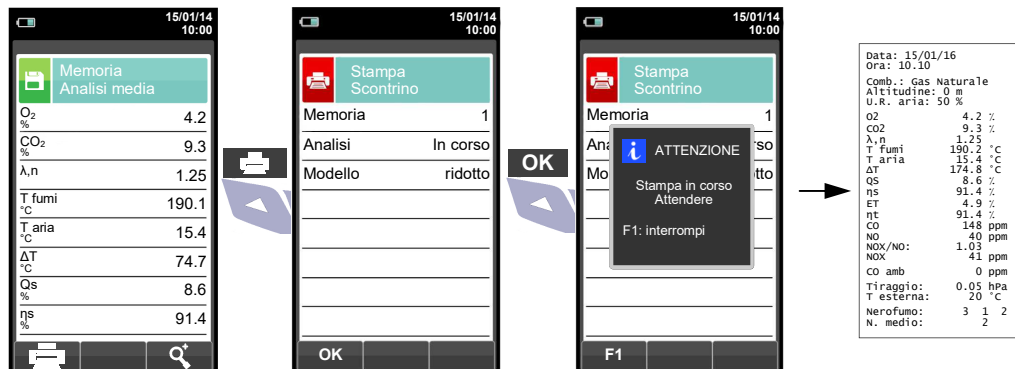 15/01/14
10:00
Memoria
Analisi media
O2
%
4.2
CO2
%
9.3
λ,n
1.25
T fumi
°C
190.1
T aria
°C
15.4
ΔT
°C
74.7
Qs
%
8.6
ηs
%
91.4
15/01/14
10:00
Stampa
Scontrino
Memoria 1
Analisi In corso
Modello ridotto
OK
OK
15/01/14
10:00
Stampa
Scontrino
Memoria 1
Ana rso
Mo tto
i ATTENZIONE
Stampa in corso
Attendere
F1: interrompi
F1
Data: 15/01/16
Ora: 10.10
Comb.: Gas Naturale
Altitudine: 0 m
U.R. aria: 50 %
O2 4.2 %
CO2 9.3 %
λ,n 1.25
T fumi 190.2 °C
T aria 15.4 °C
ΔT 174.8 °C
QS 8.6 %
ηs 91.4 %
ET 4.9 %
ηt 91.4 %
CO 148 ppm
NO 40 ppm
NOX/NO: 1.03
NOX 41 ppm
CO amb 0 ppm
Tiraggio: 0.05 hPa
T esterna: 20 °C
Nerofumo: 3 1 2
N. medio: 2